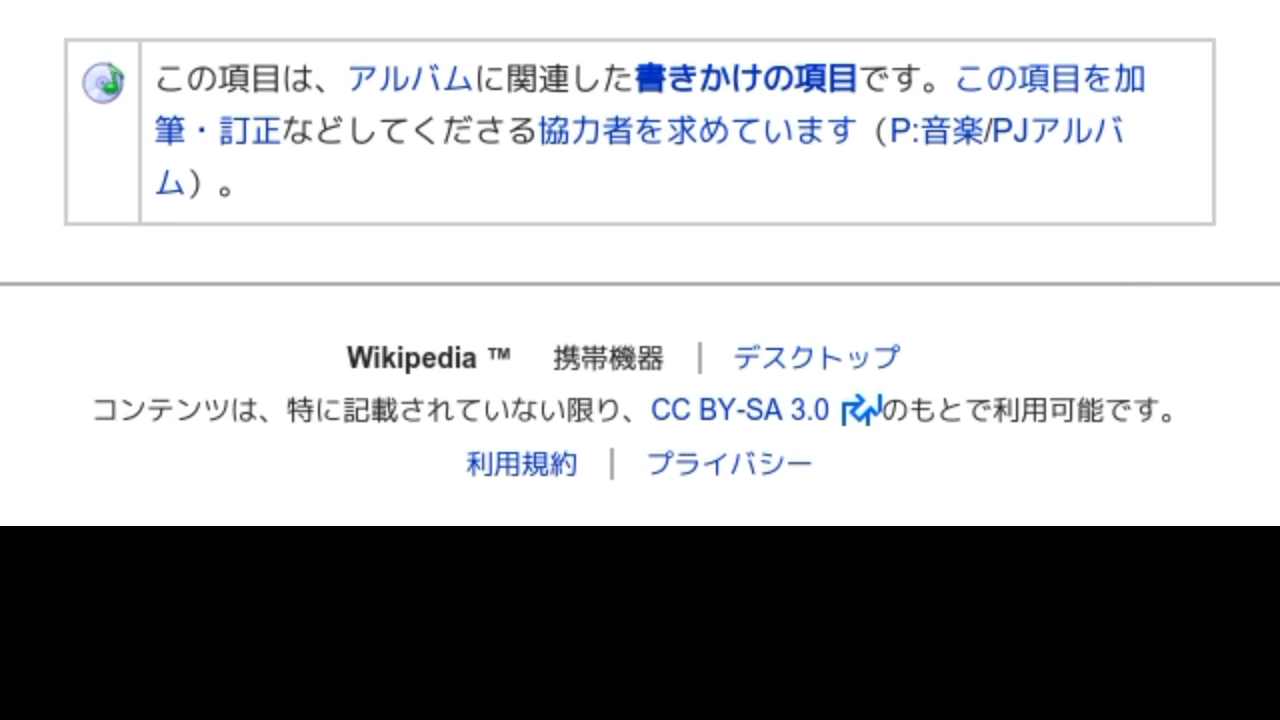 この項目は、アルバムに関連した書きかけの項目です。この項目を加
筆・訂正などしてくださる協力者を求めています（P:音楽/PJアルバ
ム）。
Wikipedia ™ 携帯機器 | デスクトップ
コンテンツは、特に記載されていない限り、CC BY-SA 3.0 のもとで利用可能です。
利用規約 | プライバシー